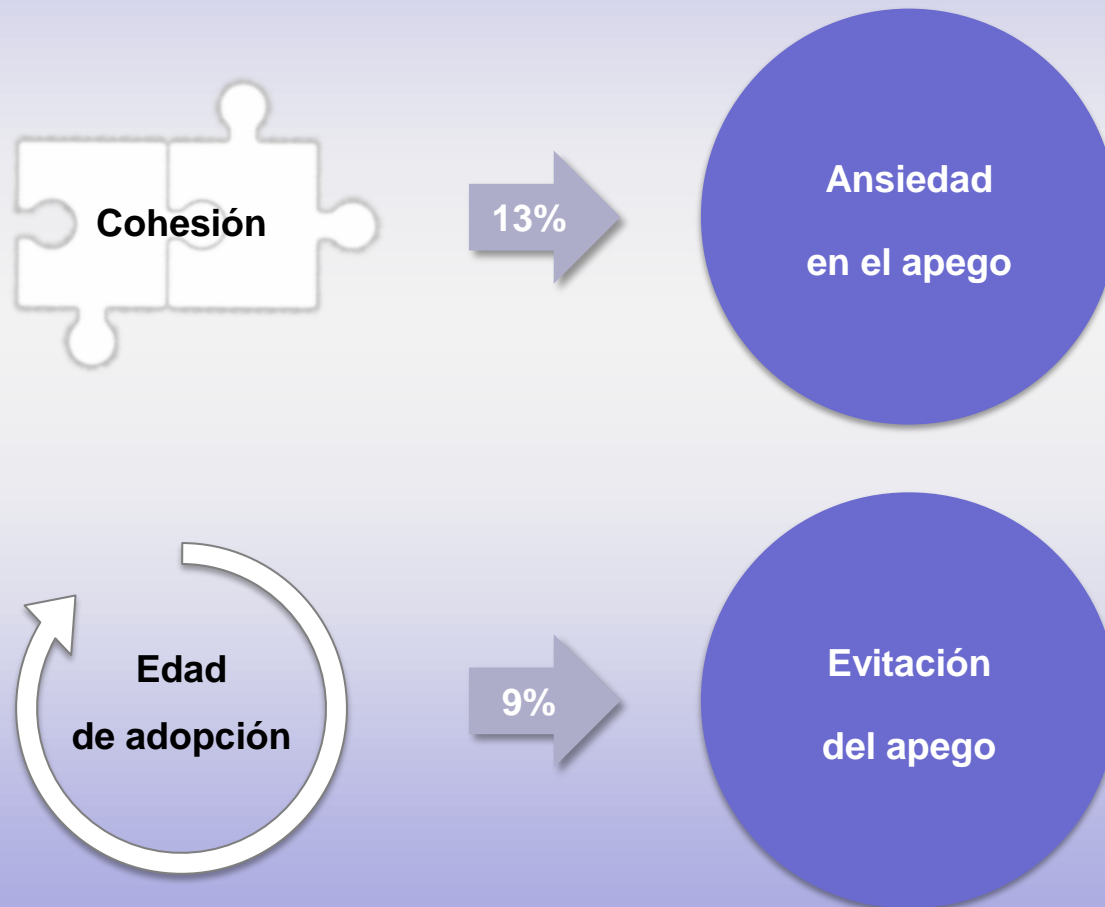 Cohesión
13%
Ansiedad
en el apego
Edad
de adopción
9%
Evitación
del apego